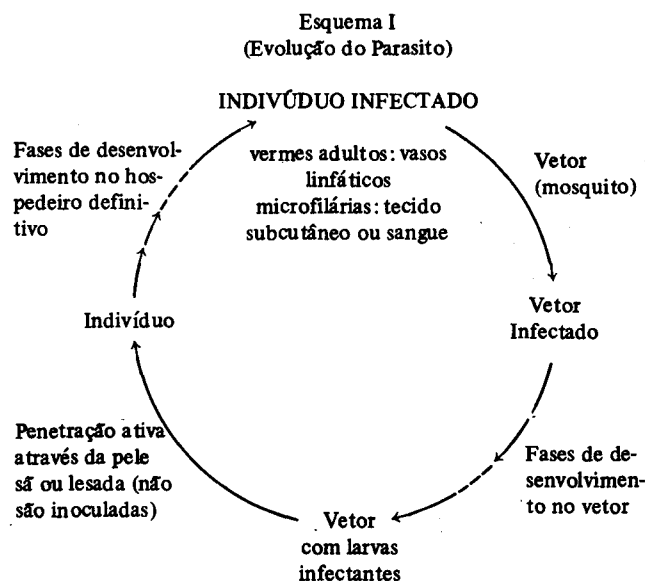 Esquema I
(Evolução do Parasito)
INDIVÚDUO INFECTADO
vermes adultos: vasos
linfáticos
microfilárias: tecido
subcutâneo ou sangue
Vetor
(mosquito)
Vetor
Infectado
Fases de de-
senvolvimen-
to no vetor
Vetor
com larvas
infectantes
Penetração ativa
através da pele
sã ou lesada (não
são inoculadas)
Indivíduo
Fases de desenvol-
vimento no hos-
pedeiro defini-
tivo